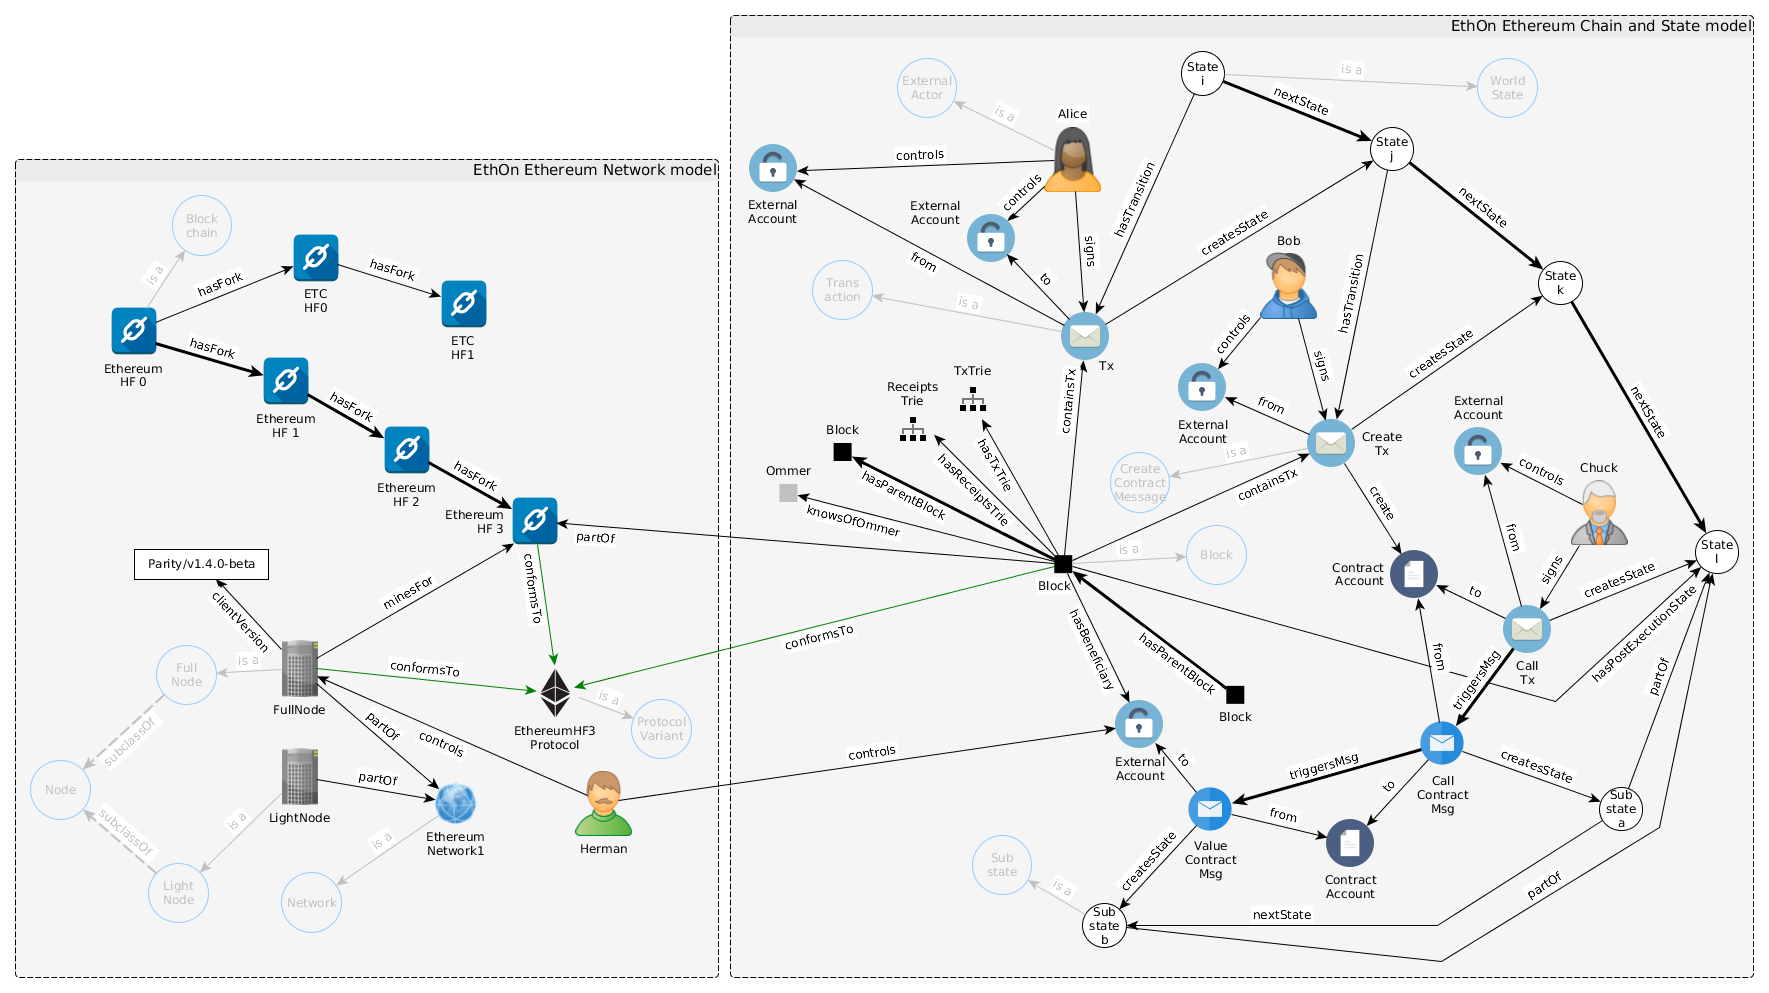 EthOn Ethereum Chain and State model
State
i
is a
World
State
External
Actor
is a
Alice
nextState
State
j
controls
controls
External
Account
External
Account
hasTransition
signs
from
to
createsState
nextState
Bob
State
k
Trans
action
is a
Tx
hasTransition
controls
signs
createsState
nextState
TxTrie
Receipts
Trie
Block
Ommer
containsTx
External
Account
from
is a
Create
Tx
External
Account
Create
Contract
Message
hasTxTrie
hasReceiptsTrie
hasParentBlock
knowsOfOmmer
containsTx
create
controls
Chuck
from
signs
State
l
is a
Block
Block
Contract
Account
to
createsState
hasPostExecutionState
Call
Tx
conformsTo
hasBeneficiary
hasParentBlock
Block
from
triggersMsg
partOf
External
Account
controls
to
triggersMsg
Call
Contract
Msg
createsState
Sub
state
a
to
from
Value
Contract
Msg
Contract
Account
createsState
Sub
state
is a
Sub
state
b
nextState
partOf
EthOn Ethereum Network model
Block
chain
is a
hasFork
ETC
HF0
hasFork
ETC
HF1
Ethereum
HF 0
hasFork
Ethereum
HF 1
hasFork
Ethereum
HF 2
hasFork
Ethereum
HF 3
partOf
Parity/v1.4.0-beta
clientVersion
minesFor
conformsTo
Full
Node
is a
FullNode
conformsTo
EthereumHF3
Protocol
is a
Protocol
Variant
subclassOf
partOf
controls
Node
LightNode
partOf
Ethereum
Network1
Herman
subclassOf
is a
is a
Light
Node
Network